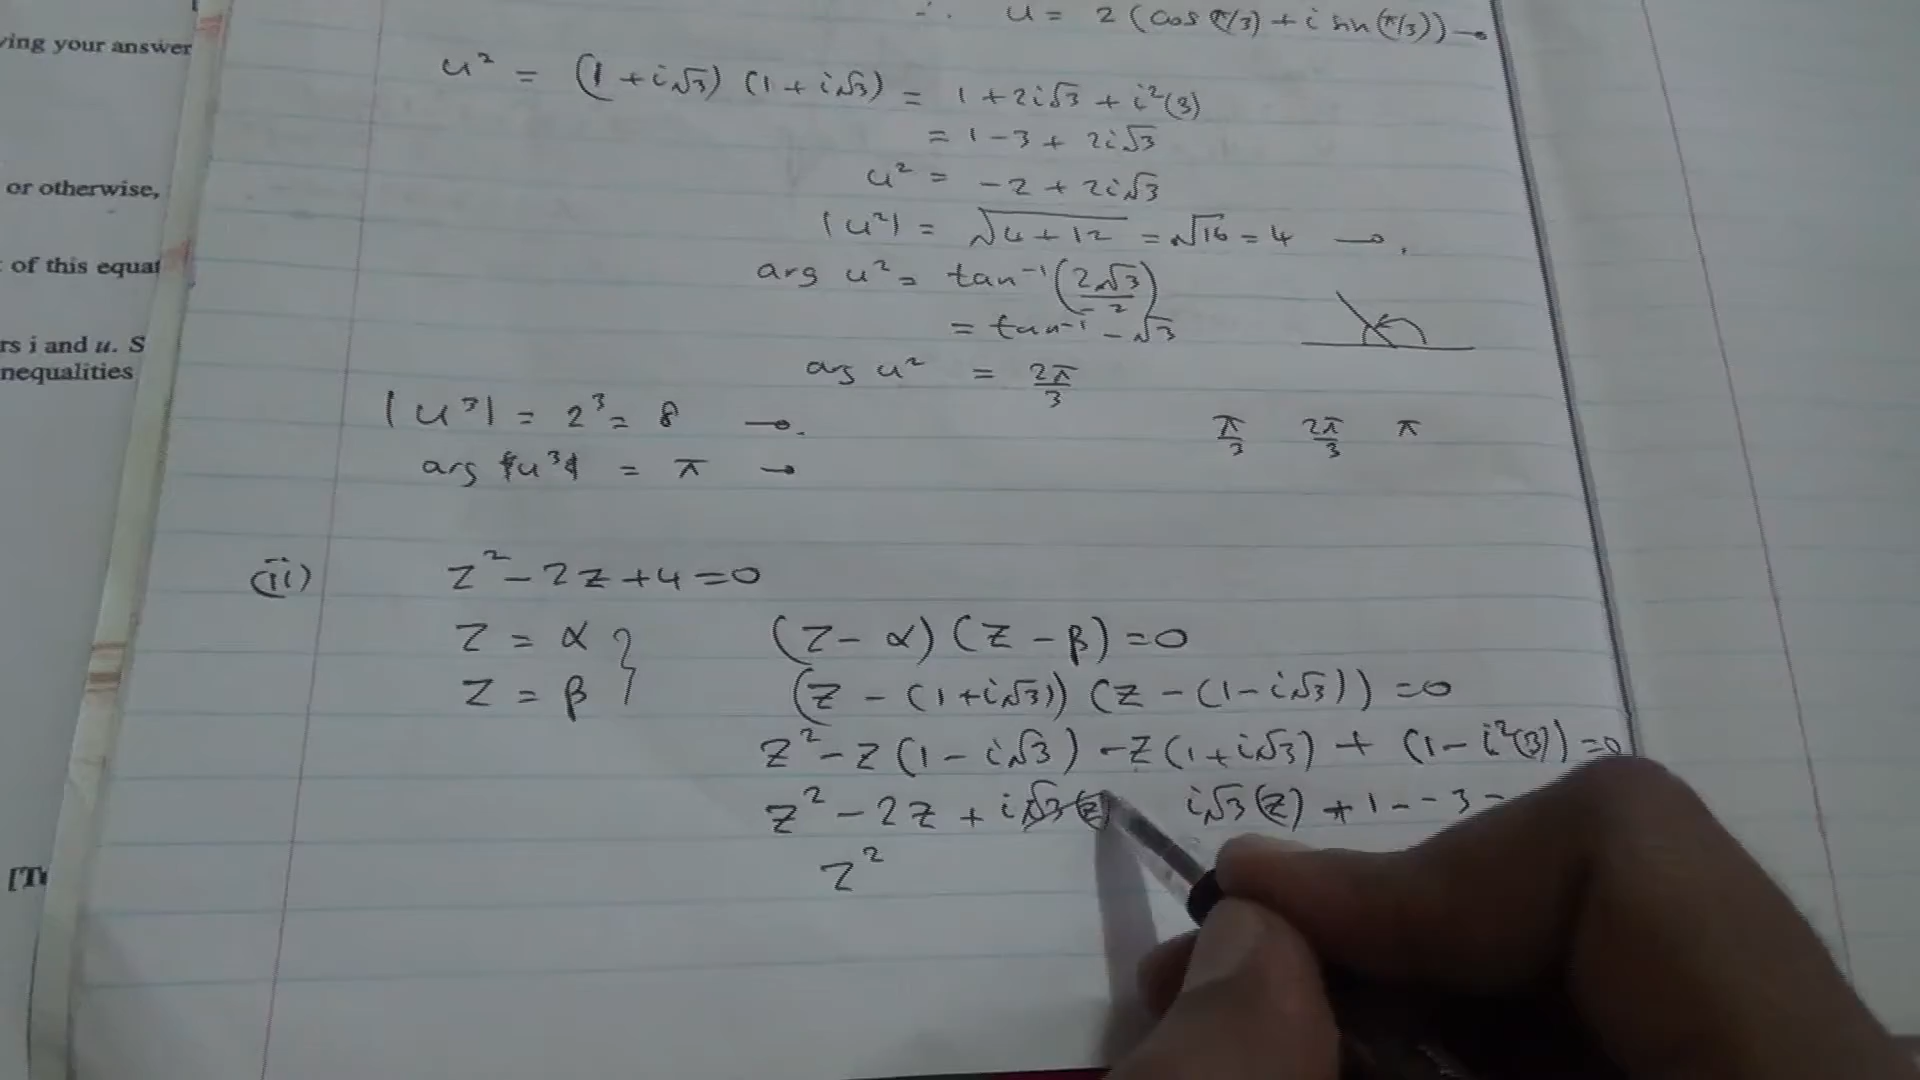 ∴ u = 2 (cos π/3) + i sin (π/3)) →
ving your answer
u² = (1 + i√3) (1 + i√3) = 1 + 2i√3 + i²(3)
= 1 - 3 + 2i√3
or otherwise,
u² = -2 + 2i√3
|u²| = √4 + 12 = √16 = 4 →.
of this equat
arg u² = tan⁻¹ (2√3/-2)
= tan⁻¹ -√3
rs i and u. S
nequalities
arg u² = 2π/3
|u³| = 2³ = 8 →.
π/3 2π/3 π
arg u³ = π →
(ii) z² - 2z + 4 = 0
z = α } (z - α) (z - β) = 0
z = β (z - (1+i√3)) (z - (1-i√3)) = 0
z² - z(1 - i√3) - z(1+i√3) + (1 - i²(3)) = 0
z² - 2z + i√3(z) i√3(z) + 1 - -3 =
z²